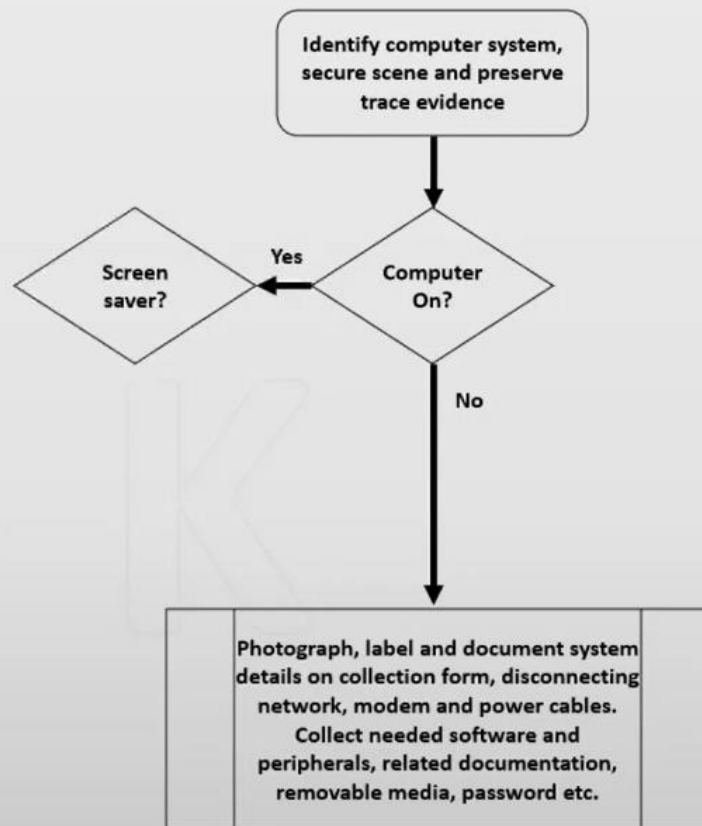 Identify computer system,
secure scene and preserve
trace evidence
Yes
Screen
saver?
Computer
On?
No
Photograph, label and document system
details on collection form, disconnecting
network, modem and power cables.
Collect needed software and
peripherals, related documentation,
removable media, password etc.